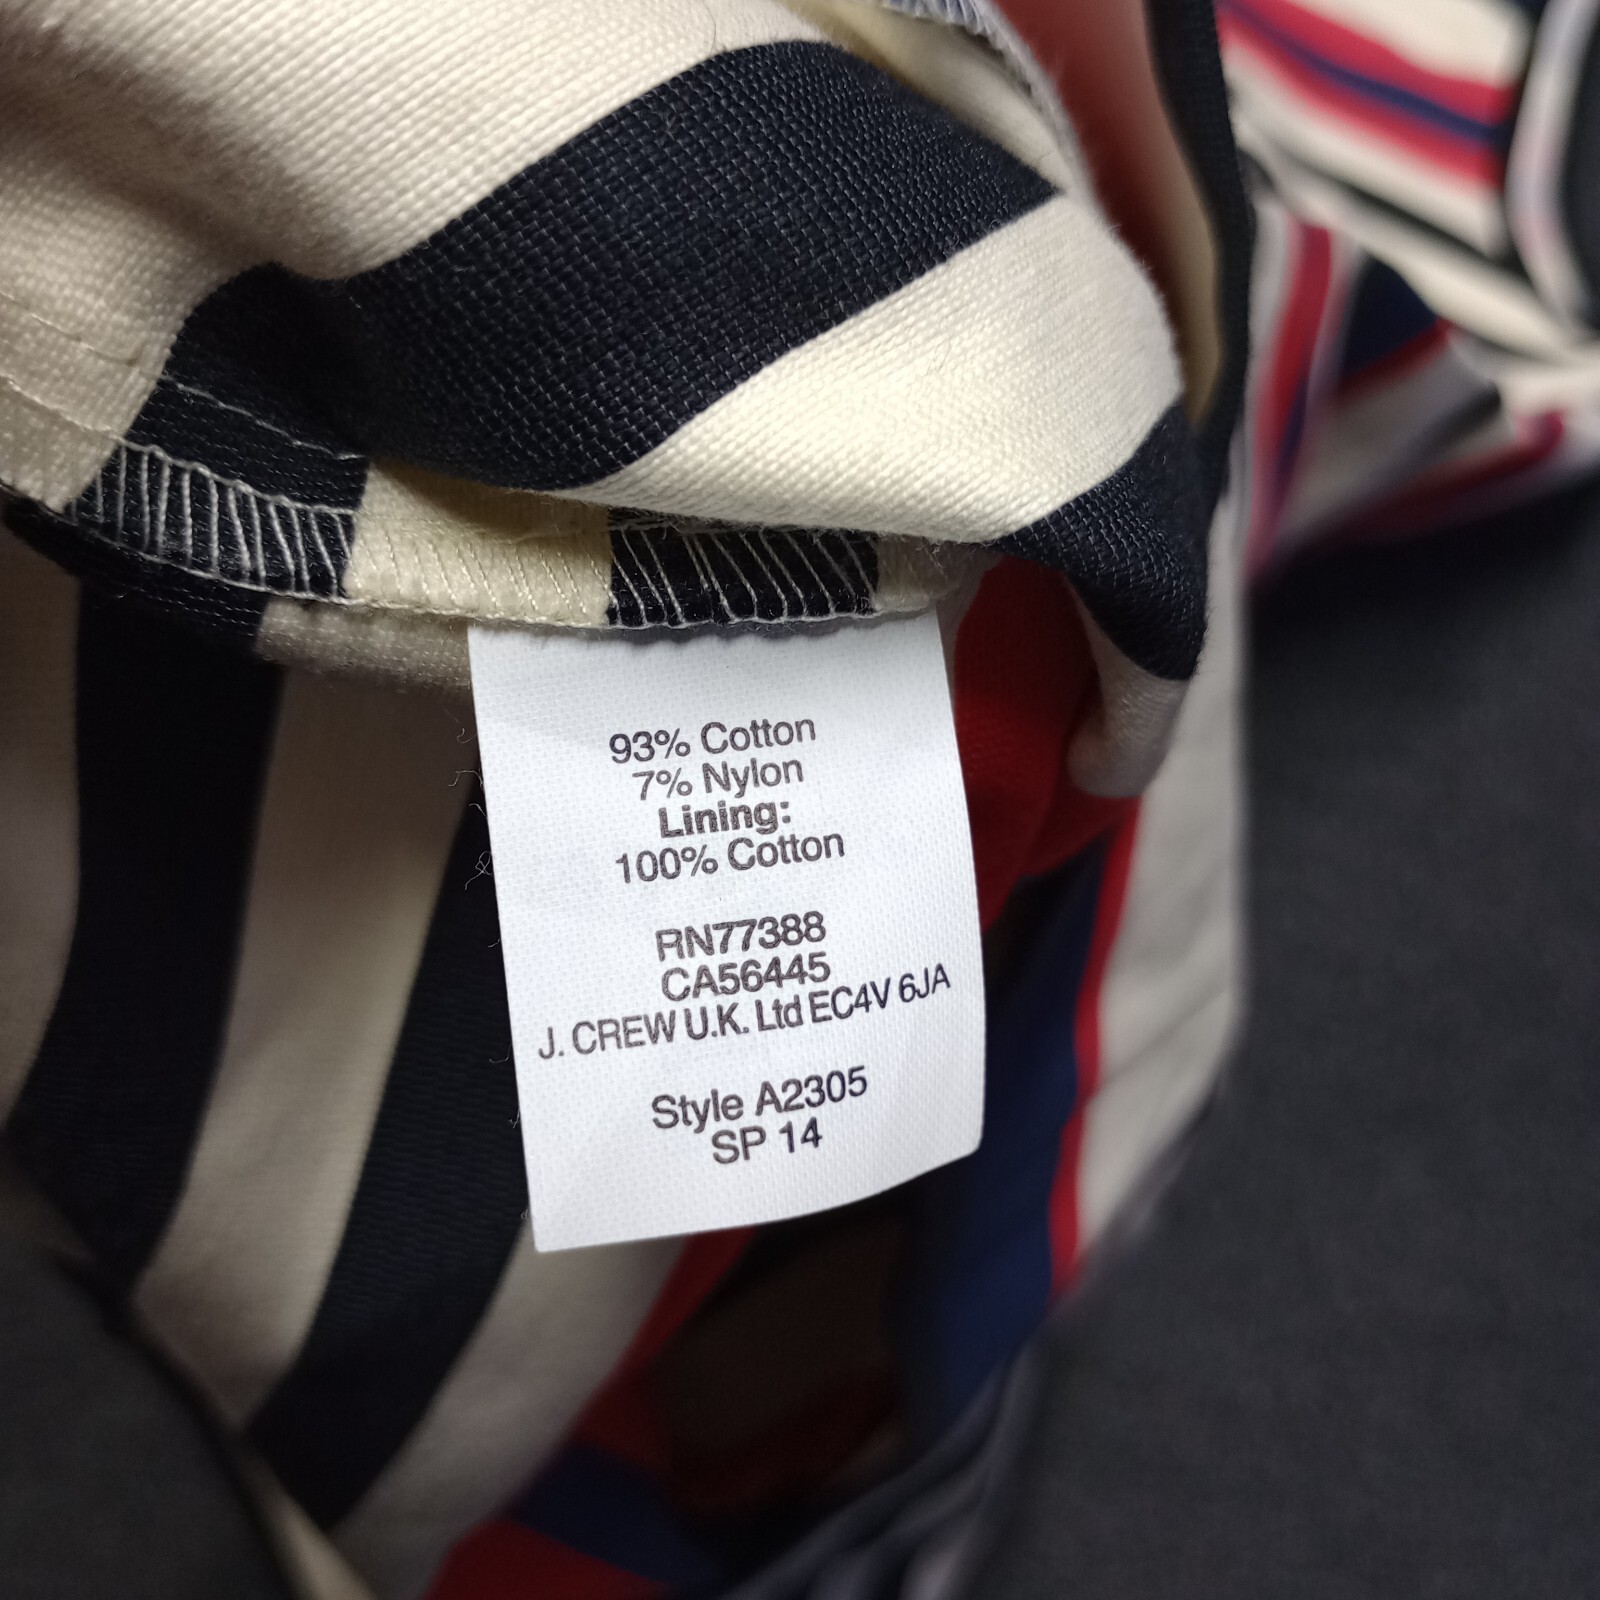 93% Cotton
7% Nylon
Lining:
100% Cotton
RN77388
CA56445
J. CREW U.K. Ltd EC4V 6JA
Style A2305
SP 14